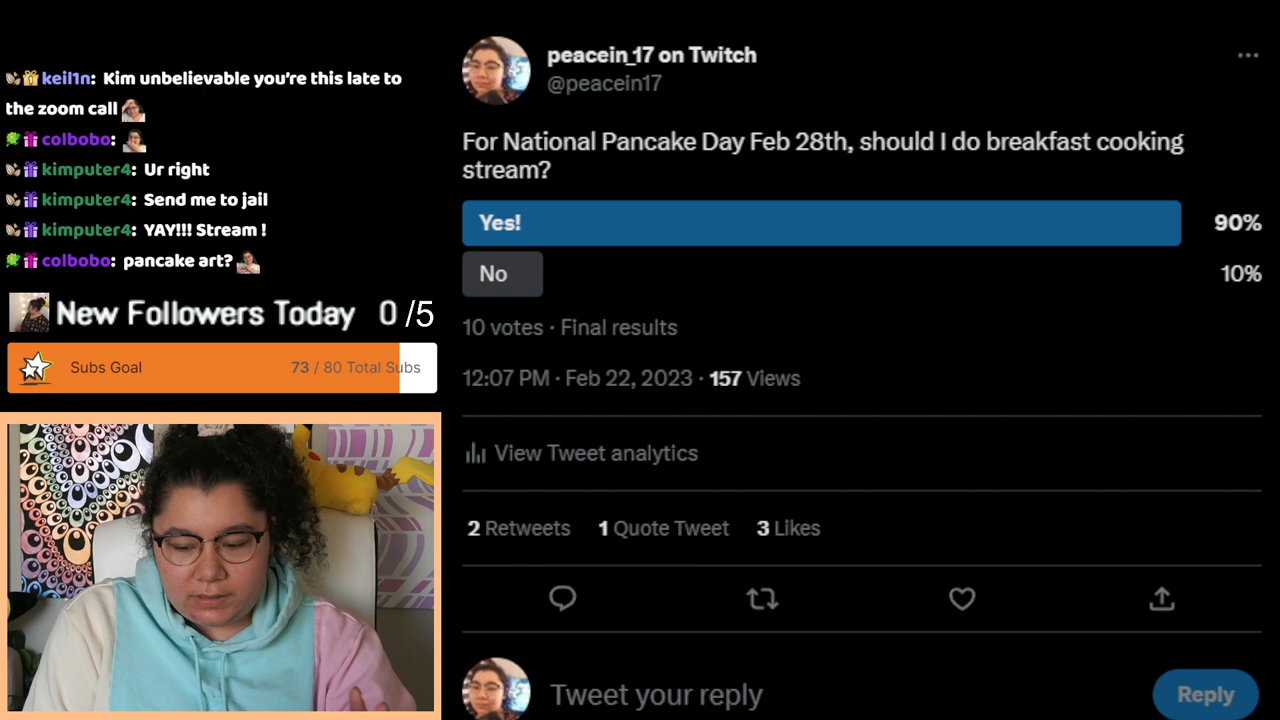 keil1n: Kim unbelievable you're this late to
the zoom call
colbobo:
kimputer4: Ur right
kimputer4: Send me to jail
kimputer4: YAY!!! Stream !
colbobo: pancake art?
New Followers Today 0 /5
Subs Goal 73 / 80 Total Subs
peacein_17 on Twitch
@peacein17
For National Pancake Day Feb 28th, should I do breakfast cooking
stream?
Yes! 90%
No 10%
10 votes · Final results
12:07 PM · Feb 22, 2023 · 157 Views
View Tweet analytics
2 Retweets 1 Quote Tweet 3 Likes
Tweet your reply
Reply